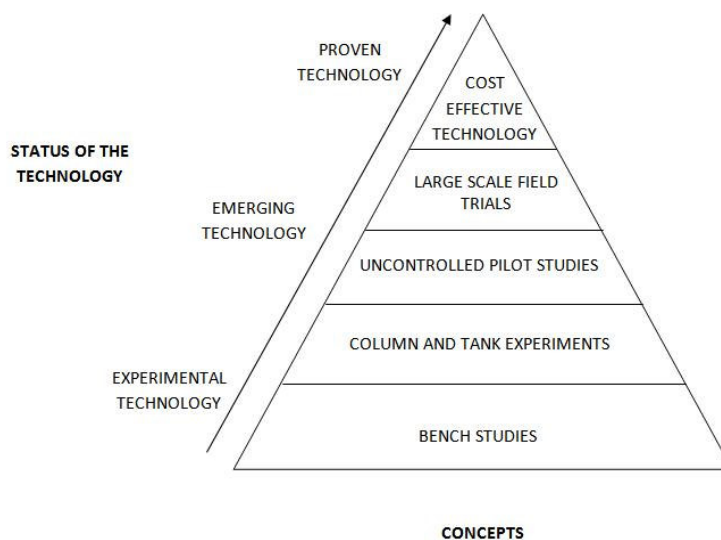 PROVEN
TECHNOLOGY
COST
EFFECTIVE
TECHNOLOGY
STATUS OF THE
TECHNOLOGY
LARGE SCALE FIELD
TRIALS
EMERGING
TECHNOLOGY
UNCONTROLLED PILOT STUDIES
COLUMN AND TANK EXPERIMENTS
EXPERIMENTAL
TECHNOLOGY
BENCH STUDIES
CONCEPTS